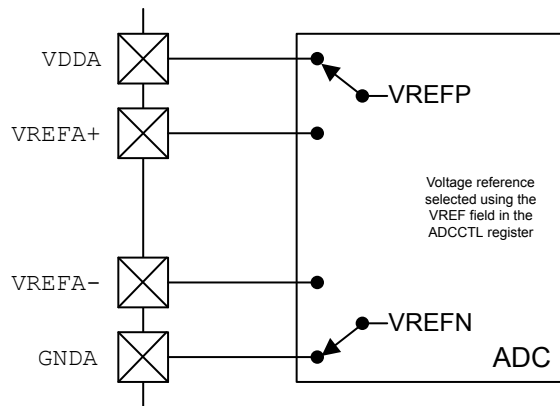 VDDA
VREFP
VREFA+
Voltage reference
selected using the
VREF field in the
ADCCTL register
VREFA-
VREFN
GNDA
ADC